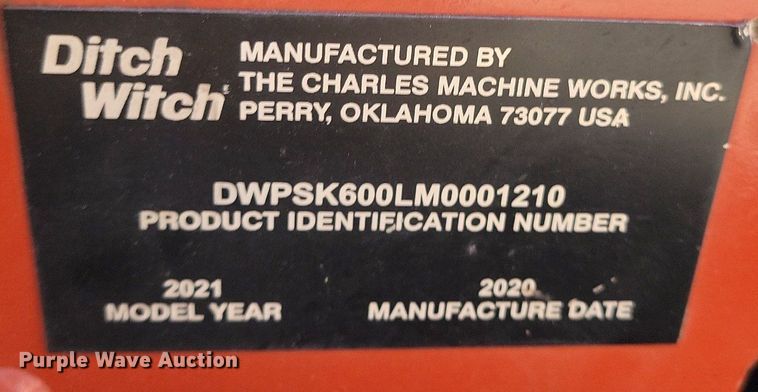 Ditch
Witch®
MANUFACTURED BY
THE CHARLES MACHINE WORKS, INC.
PERRY, OKLAHOMA 73077 USA
DWPSK600LM0001210
PRODUCT IDENTIFICATION NUMBER
2021
MODEL YEAR
2020
MANUFACTURE DATE
Purple Wave Auction